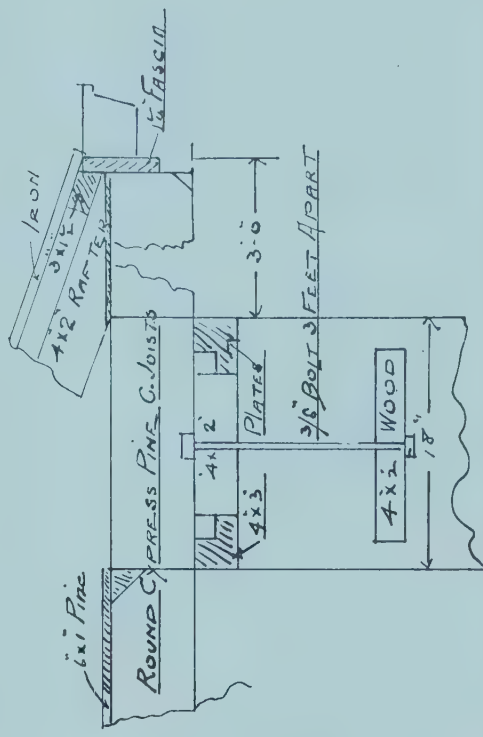 IRON
3"x1½"
4"x2" RAFTER
1½" FASCIA
6"x1" PINE
ROUND CYPRESS PINE C. JOISTS
3'-0"
4"x2"
PLATES
4"x3"
3/8" BOLT 3 FEET APART
4"x2" WOOD
18"